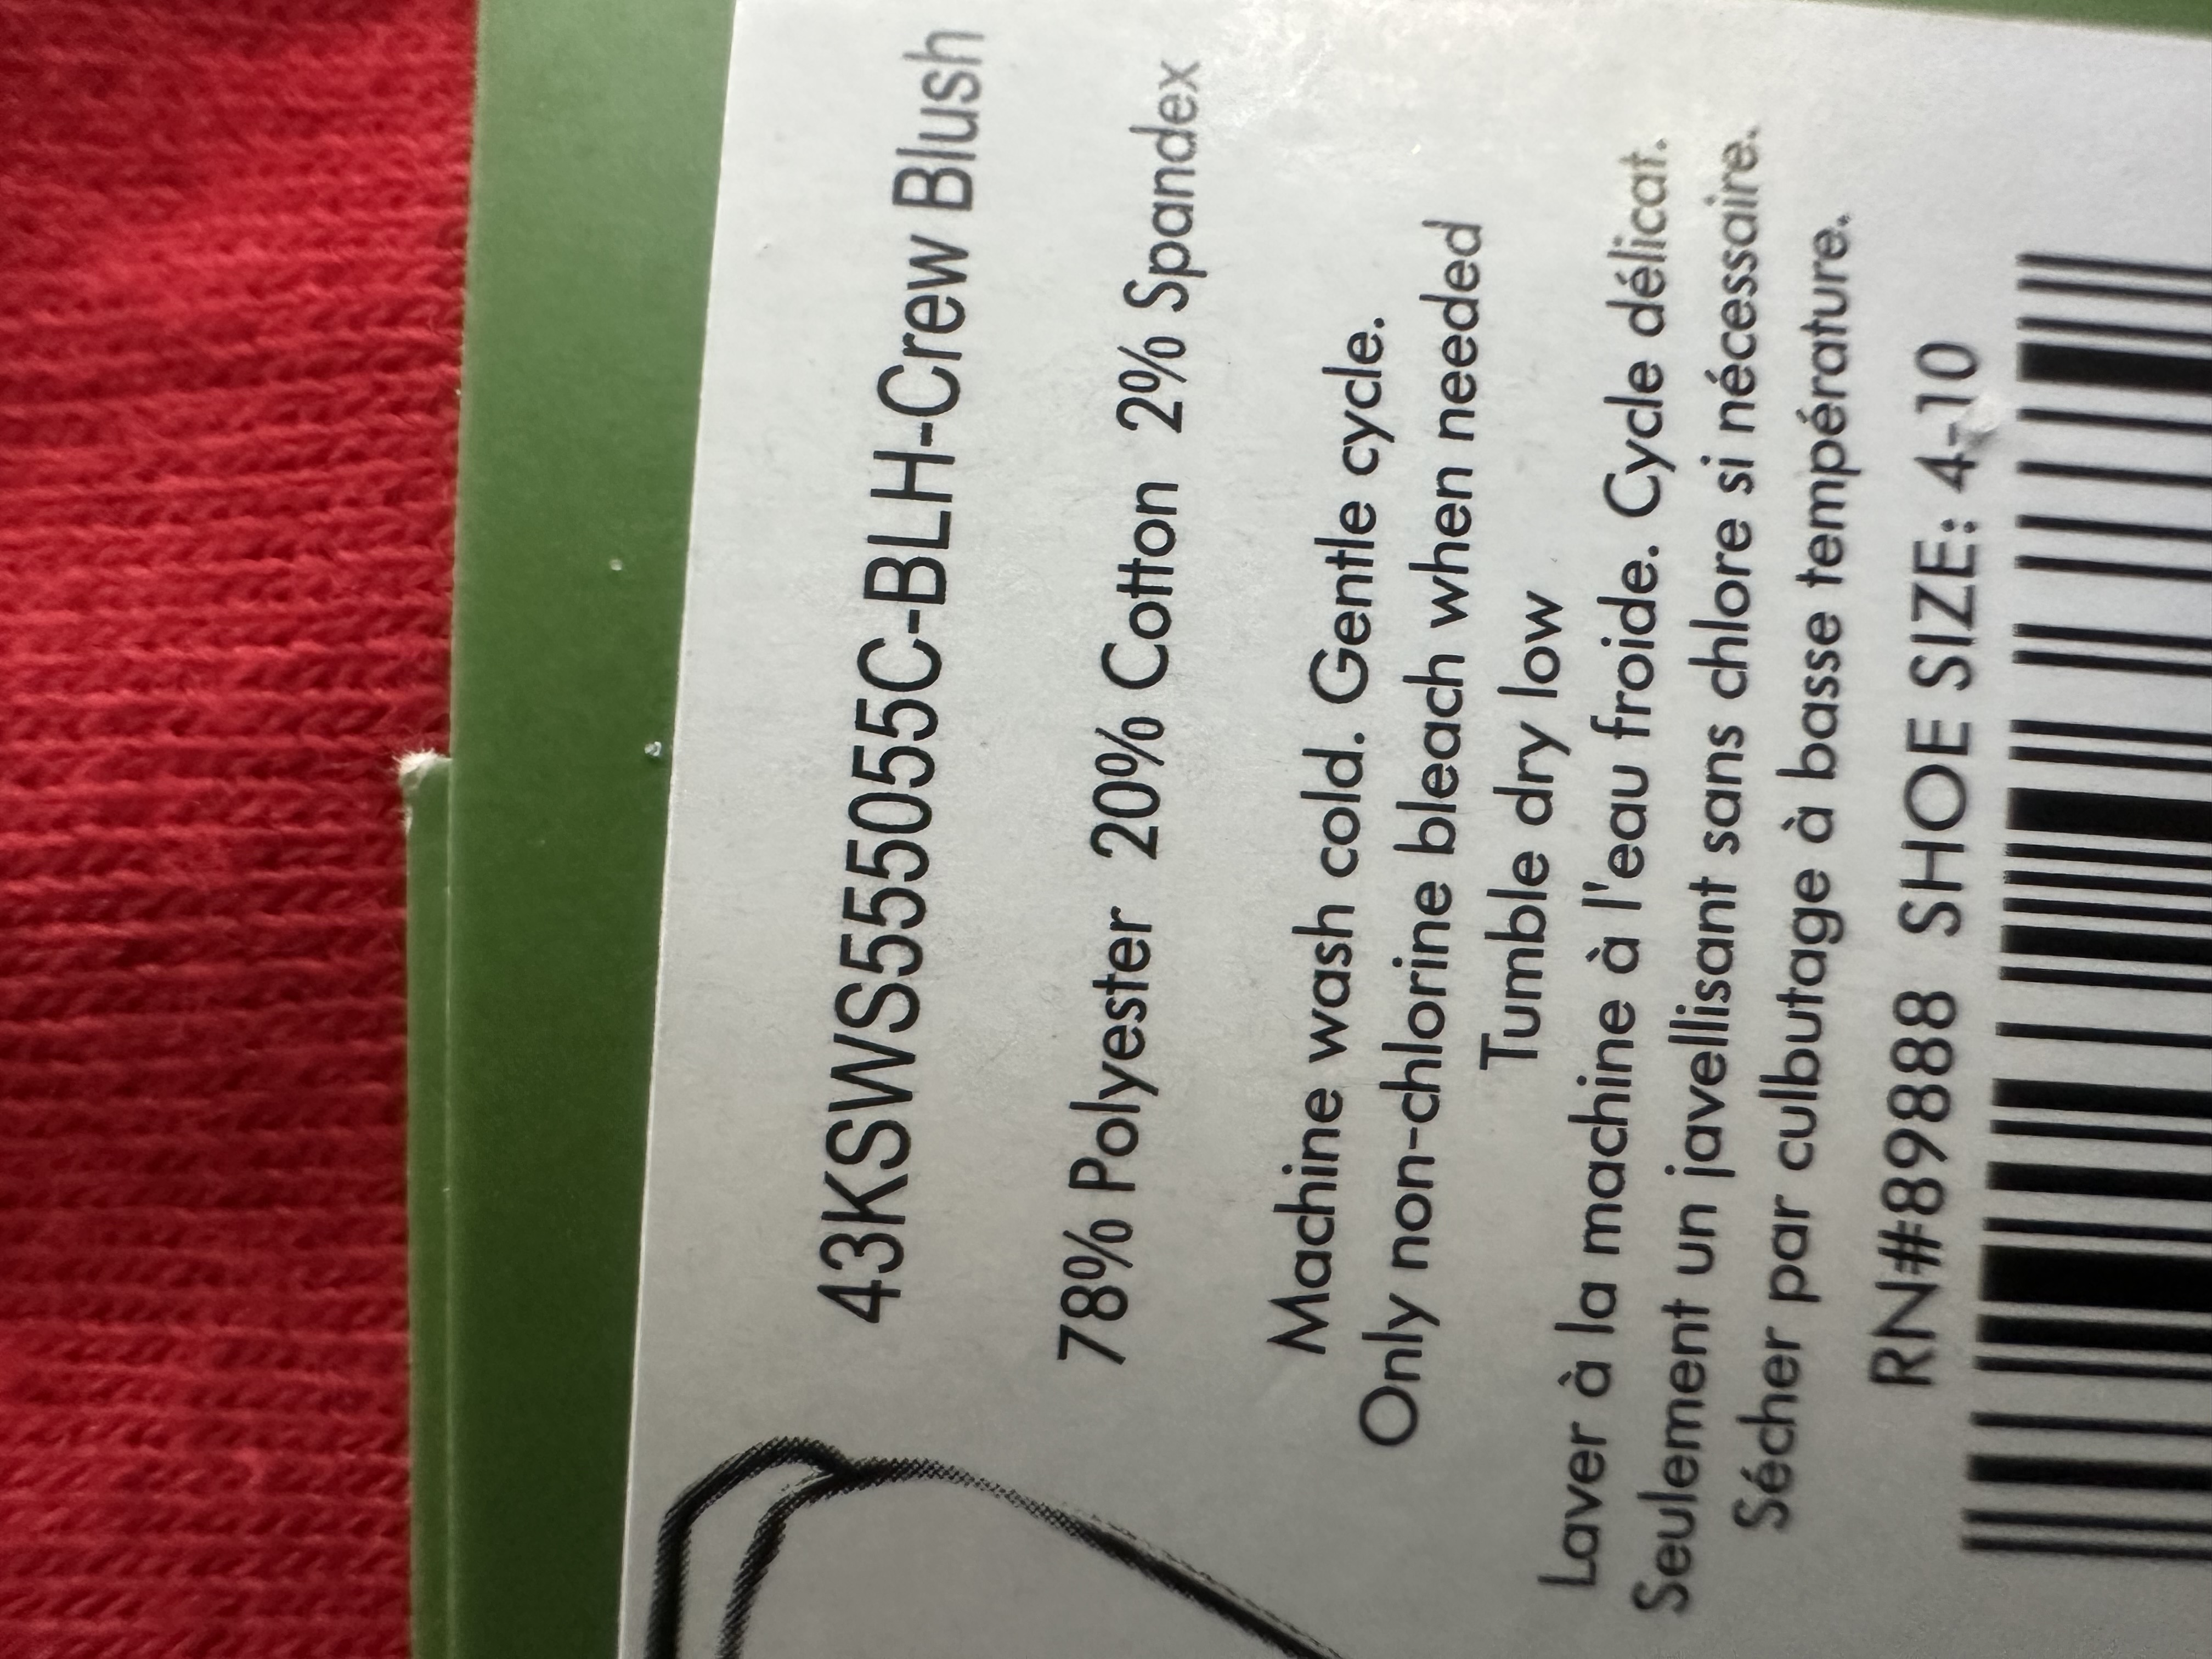 43KSWS555055C-BLH-Crew Blush
78% Polyester 20% Cotton 2% Spandex
Machine wash cold. Gentle cycle.
Only non-chlorine bleach when needed
Tumble dry low
Laver à la machine à l'eau froide. Cycle délicat.
Seulement un javellisant sans chlore si nécessaire.
Sécher par culbutage à basse température.
RN#89888 SHOE SIZE: 4-10